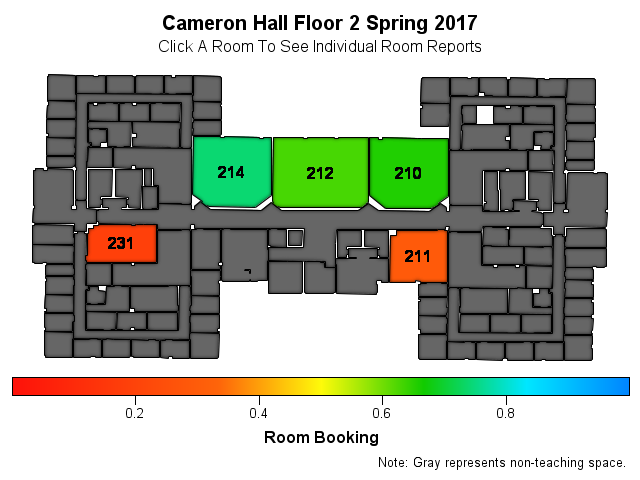 Cameron Hall Floor 2 Spring 2017
Click A Room To See Individual Room Reports
214
212
210
231
211
0.2
0.4
0.6
0.8
Room Booking
Note: Gray represents non-teaching space.